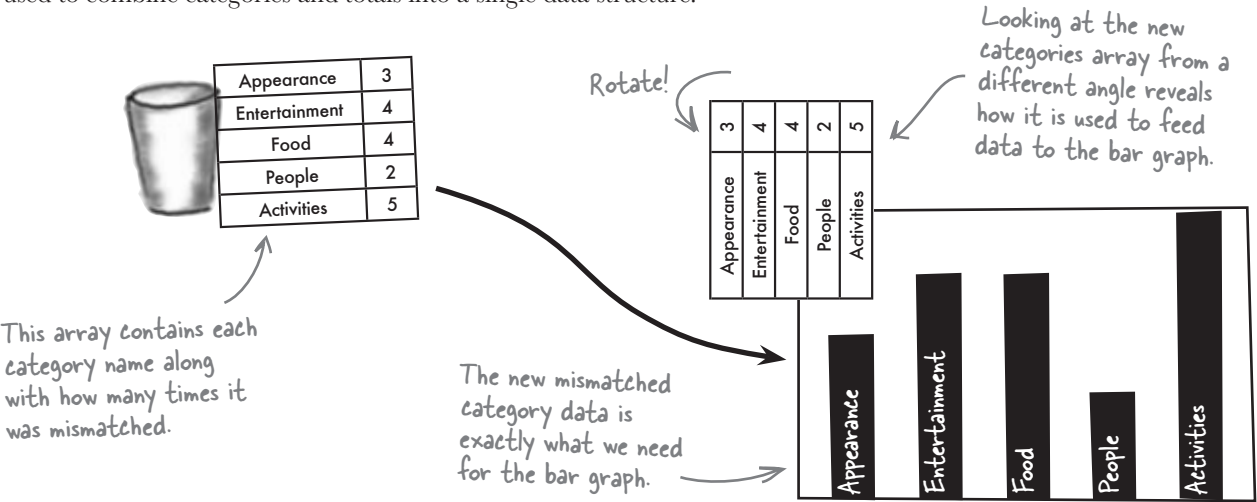 used to combine categories and totals into a single data structure.
Appearance 3
Entertainment 4
Food 4
People 2
Activities 5
Rotate!
3 4 4 2 5
Appearance
Entertainment
Food
People
Activities
Looking at the new
categories array from a
different angle reveals
how it is used to feed
data to the bar graph.
This array contains each
category name along
with how many times it
was mismatched.
The new mismatched
category data is
exactly what we need
for the bar graph.
Appearance
Entertainment
Food
People
Activities